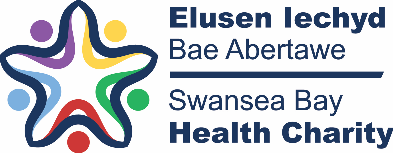 Elusen Iechyd
Bae Abertawe
Swansea Bay
Health Charity